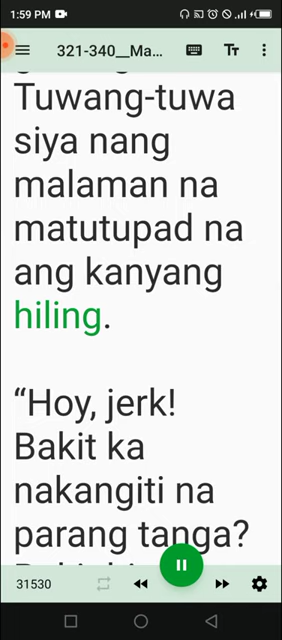 1:59 PM
321-340__Ma...
TT
Tuwang-tuwa
siya nang
malaman na
matutupad na
ang kanyang
hiling.
“Hoy, jerk!
Bakit ka
nakangiti na
parang tanga?
31530